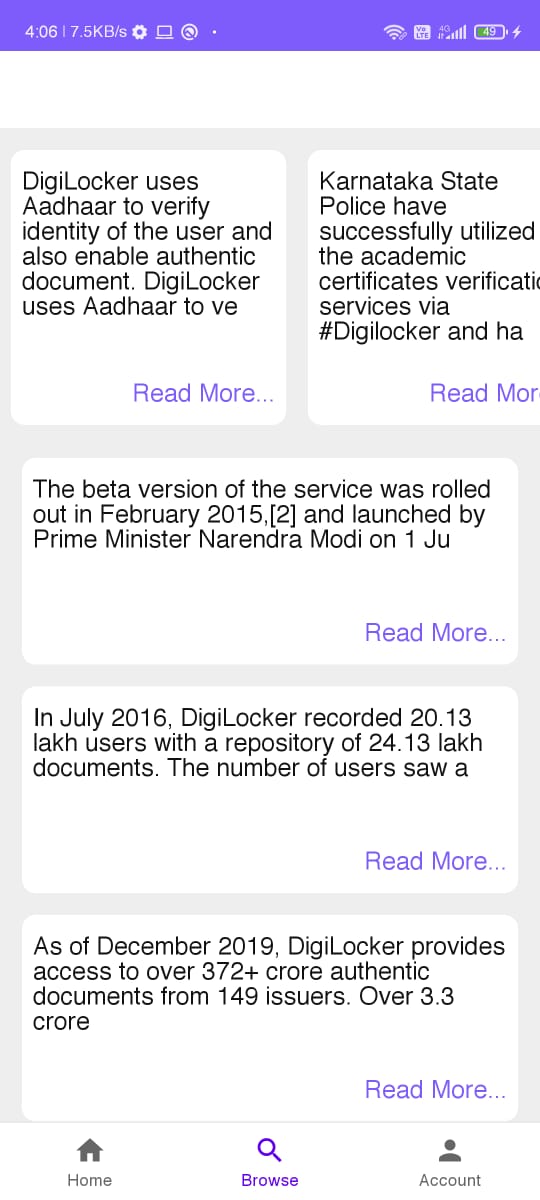 4:06 | 7.5KB/s
Vo LTE 4G 49
DigiLocker uses
Aadhaar to verify
identity of the user and
also enable authentic
document. DigiLocker
uses Aadhaar to ve
Read More...
Karnataka State
Police have
successfully utilized
the academic
certificates verificatio
services via
#Digilocker and ha
Read Mor
The beta version of the service was rolled
out in February 2015,[2] and launched by
Prime Minister Narendra Modi on 1 Ju
Read More...
In July 2016, DigiLocker recorded 20.13
lakh users with a repository of 24.13 lakh
documents. The number of users saw a
Read More...
As of December 2019, DigiLocker provides
access to over 372+ crore authentic
documents from 149 issuers. Over 3.3
crore
Read More...
Home
Browse
Account